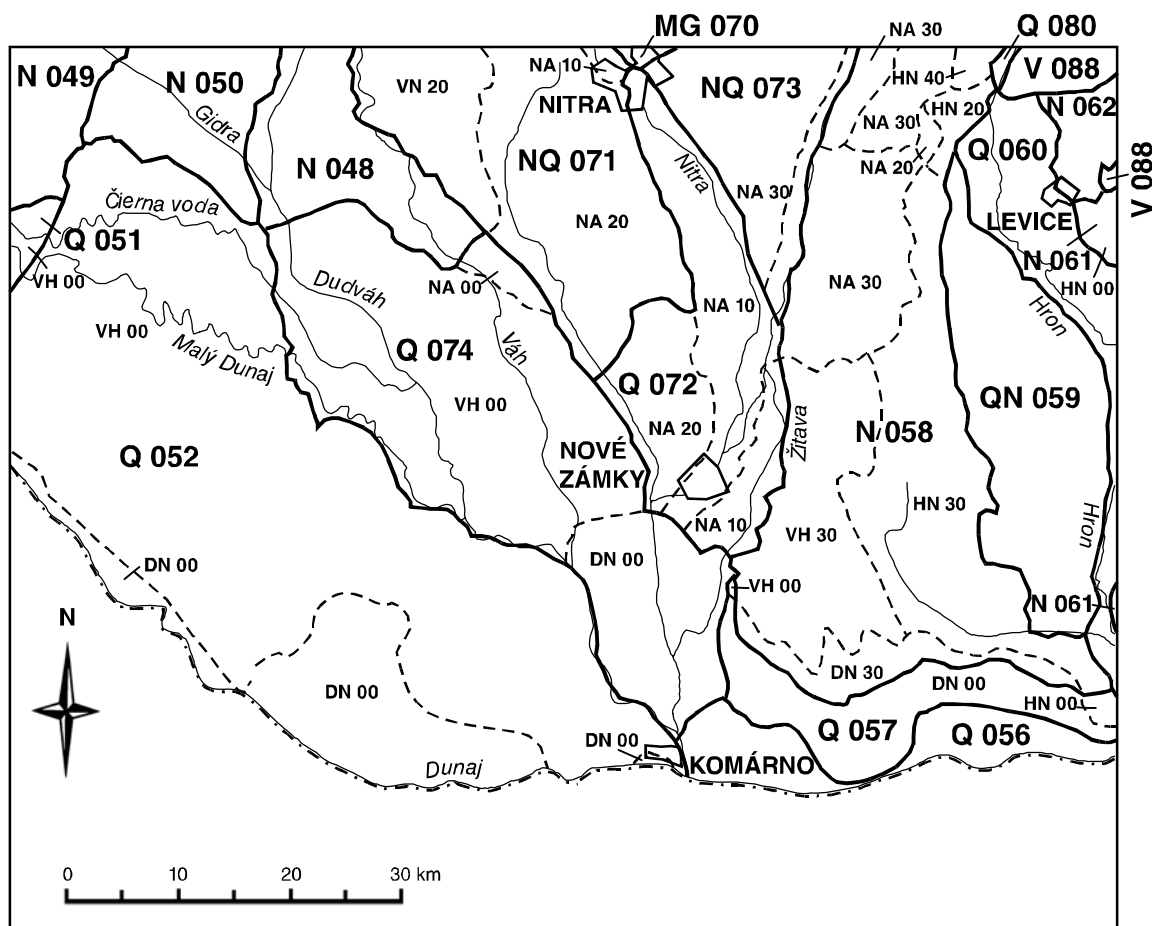 MG 070
NA 30
Q 080
N 049
N 050
VN 20
NA 10
NITRA
NQ 073
HN 40
V 088
HN 20
N 062
NA 30
Gidra
N 048
NQ 071
Nitra
NA 20
Q 060
V 088
NA 30
Čierna voda
NA 20
LEVICE
Q 051
N 061
VH 00
NA 00
NA 30
HN 00
Dudváh
NA 10
Hron
VH 00
Malý Dunaj
Q 074
Váh
Q 072
QN 059
VH 00
NA 20
Žitava
N 058
Q 052
NOVÉ
ZÁMKY
HN 30
NA 10
VH 30
Hron
DN 00
DN 00
VH 00
N 061
N
DN 30
DN 00
DN 00
HN 00
Q 057
Q 056
DN 00
KOMÁRNO
Dunaj
0 10 20 30 km